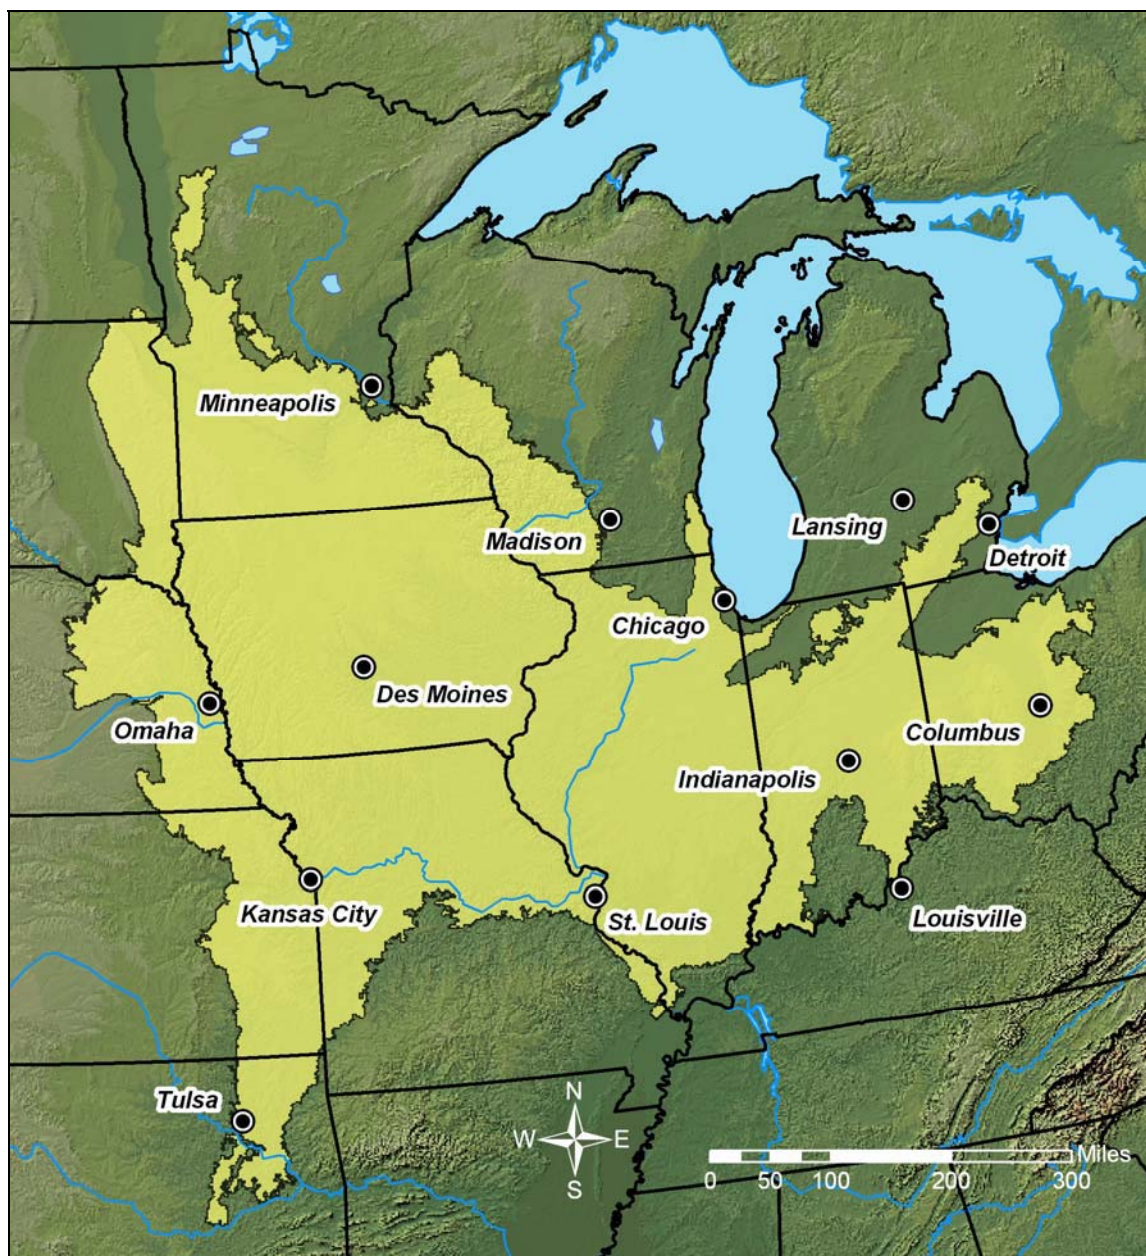 Minneapolis
Madison
Lansing
Detroit
Chicago
Des Moines
Omaha
Columbus
Indianapolis
Kansas City
St. Louis
Louisville
Tulsa
N
W E
S
Miles
0 50 100 200 300